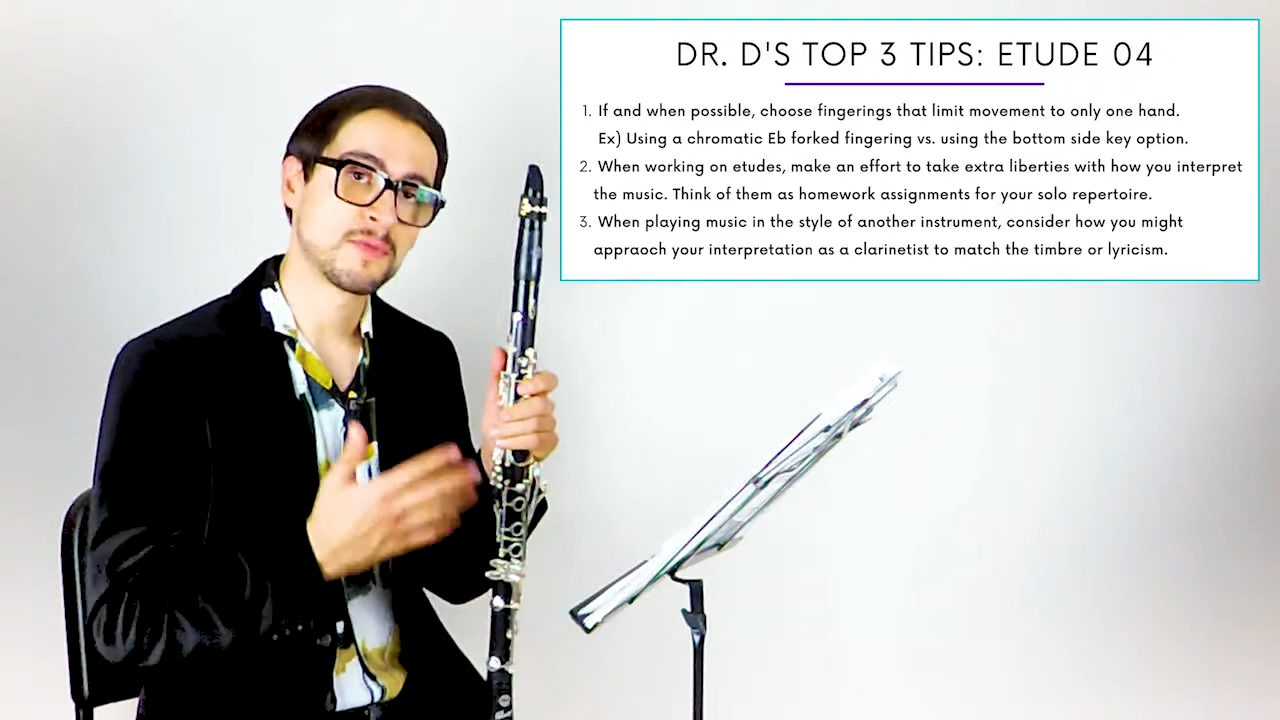 DR. D'S TOP 3 TIPS: ETUDE 04
1. If and when possible, choose fingerings that limit movement to only one hand.
Ex) Using a chromatic Eb forked fingering vs. using the bottom side key option.
2. When working on etudes, make an effort to take extra liberties with how you interpret
the music. Think of them as homework assignments for your solo repertoire.
3. When playing music in the style of another instrument, consider how you might
appraoch your interpretation as a clarinetist to match the timbre or lyricism.